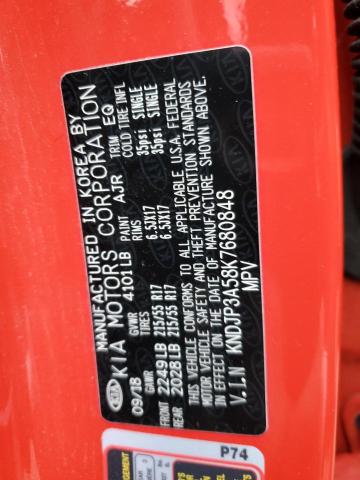 MANUFACTURED IN KOREA BY
KIA KIA MOTORS CORPORATION
09/18 GVWR 4101LB PAINT AJR TRIM EQ
GAWR TIRES RIMS COLD TIRE INFL
FRONT 2249LB 215/55 R17 6.5JX17 35psi SINGLE
REAR 2028LB 215/55 R17 6.5JX17 35psi SINGLE
THIS VEHICLE CONFORMS TO ALL APPLICABLE U.S.A. FEDERAL
MOTOR VEHICLE SAFETY AND THEFT PREVENTION STANDARDS
IN EFFECT ON THE DATE OF MANUFACTURE SHOWN ABOVE.
V.I.N KNDJP3A58K7680848
MPV
P74